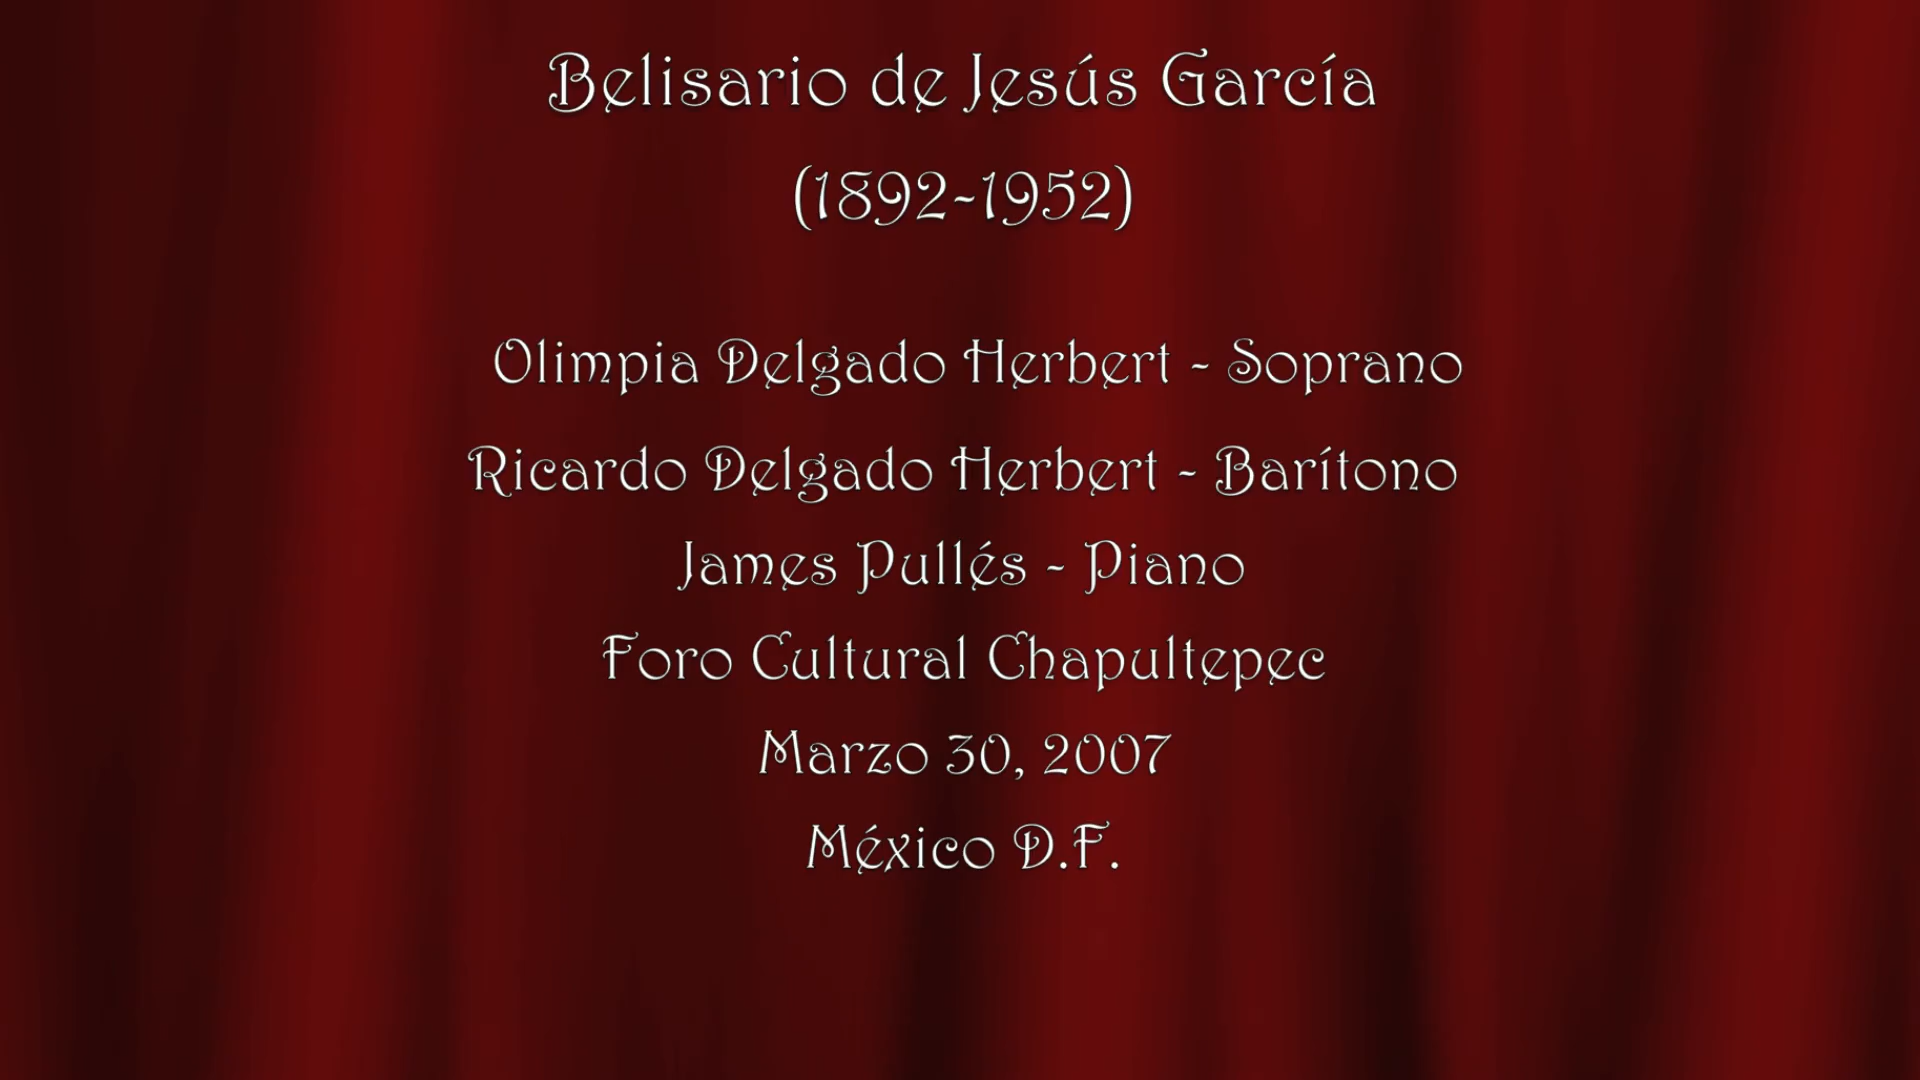 Belisario de Jesús García
(1892-1952)
Olimpia Delgado Herbert - Soprano
Ricardo Delgado Herbert - Barítono
James Pullés - Piano
Foro Cultural Chapultepec
Marzo 30, 2007
México D.F.